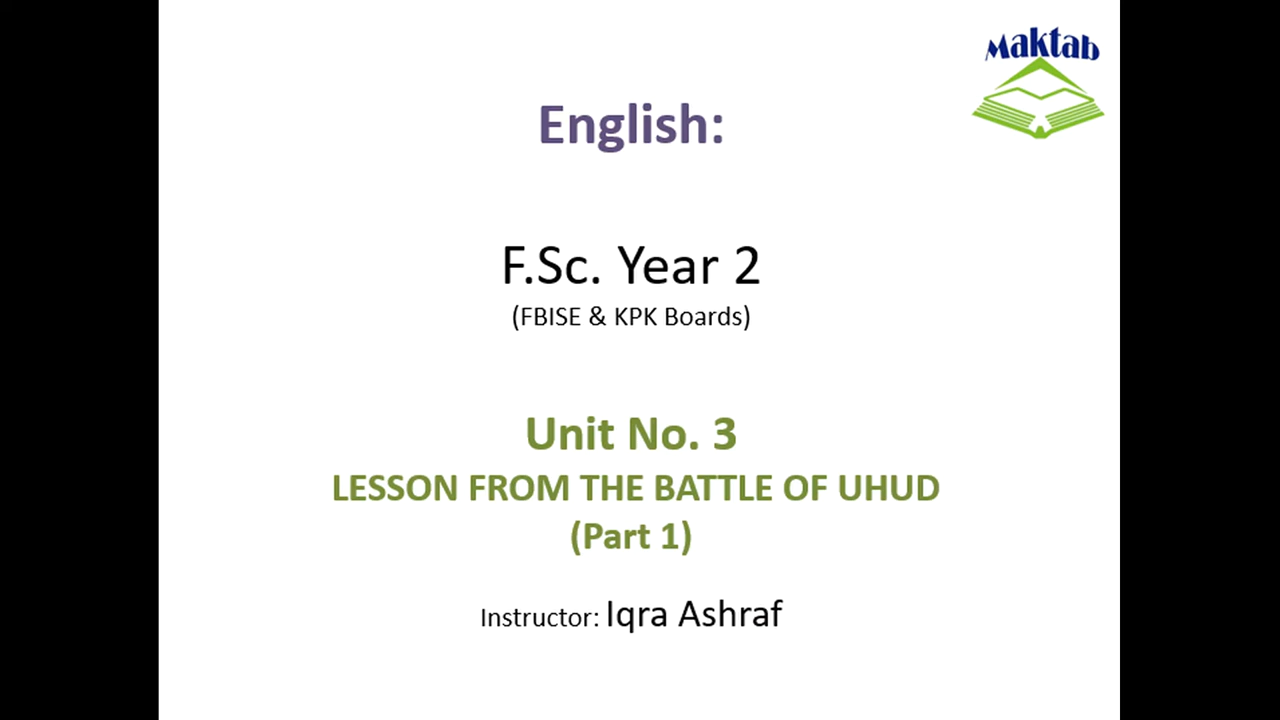 Maktab
English:
F.Sc. Year 2
(FBISE & KPK Boards)
Unit No. 3
LESSON FROM THE BATTLE OF UHUD
(Part 1)
Instructor: Iqra Ashraf